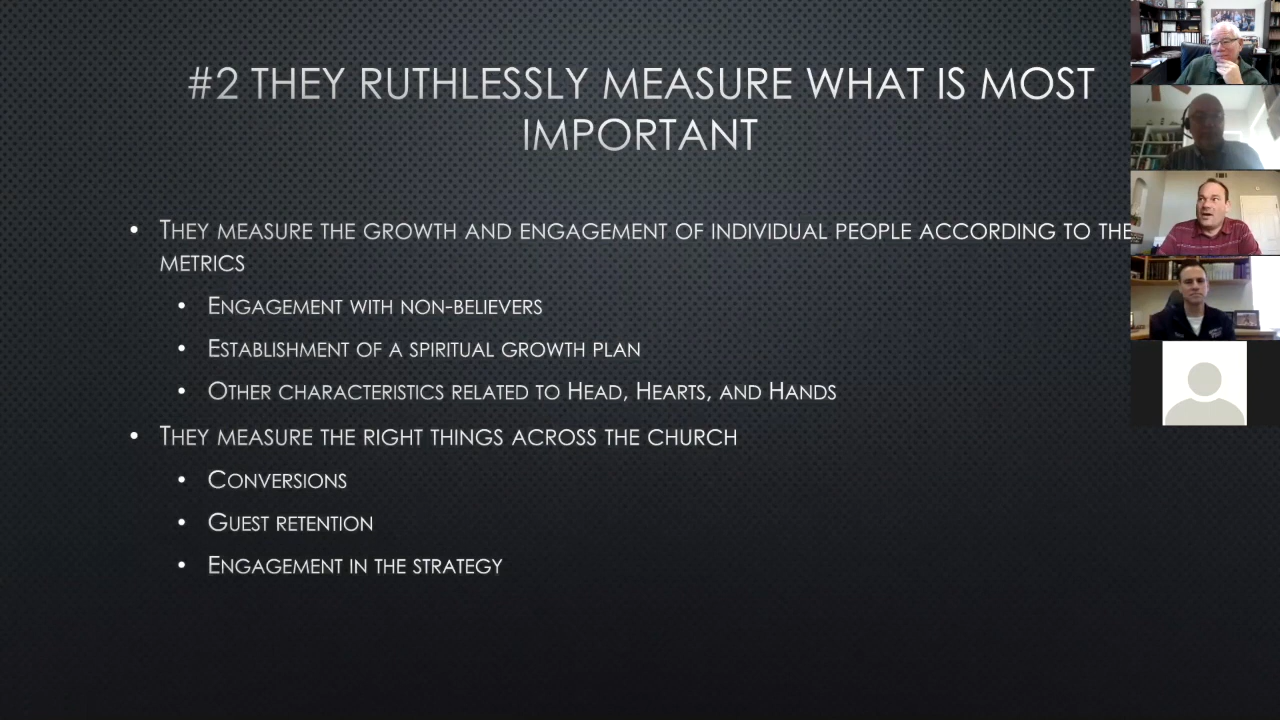 #2 THEY RUTHLESSLY MEASURE WHAT IS MOST
IMPORTANT
• THEY MEASURE THE GROWTH AND ENGAGEMENT OF INDIVIDUAL PEOPLE ACCORDING TO THE
METRICS
• ENGAGEMENT WITH NON-BELIEVERS
• ESTABLISHMENT OF A SPIRITUAL GROWTH PLAN
• OTHER CHARACTERISTICS RELATED TO HEAD, HEARTS, AND HANDS
• THEY MEASURE THE RIGHT THINGS ACROSS THE CHURCH
• CONVERSIONS
• GUEST RETENTION
• ENGAGEMENT IN THE STRATEGY